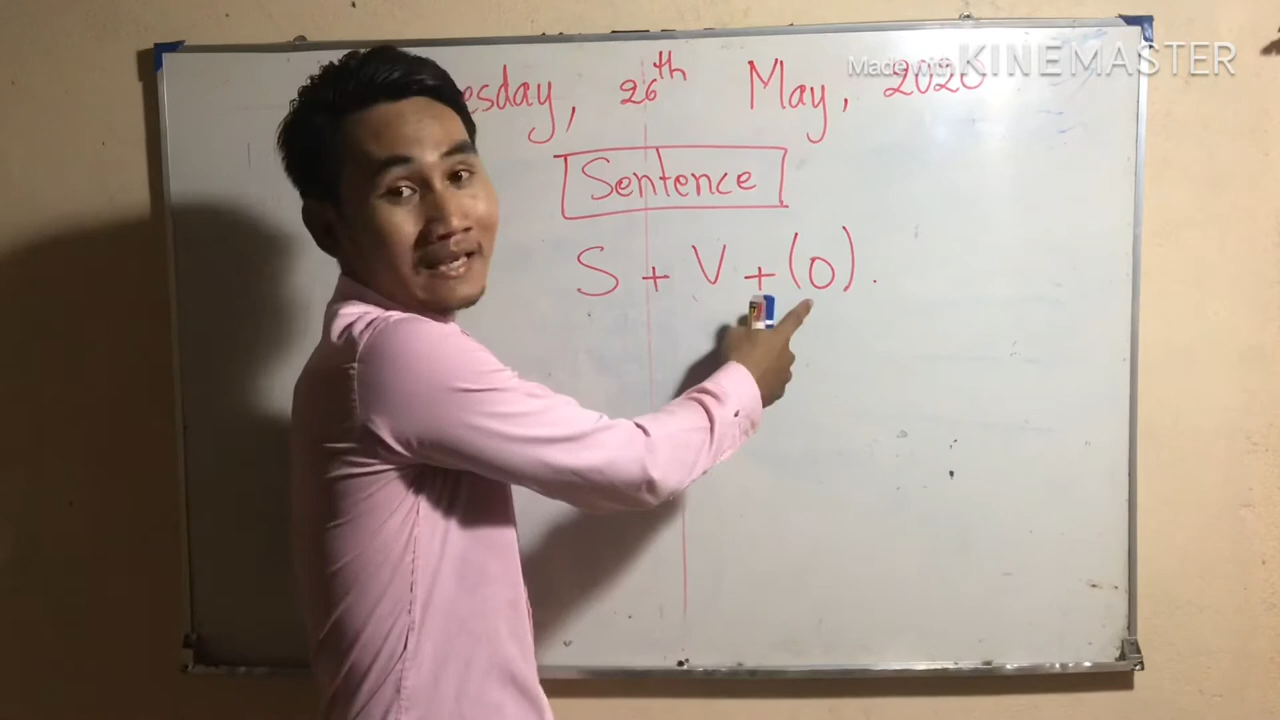 esday, 26th May, 2020
Made with KINEMASTER
Sentence
S + V + (O).